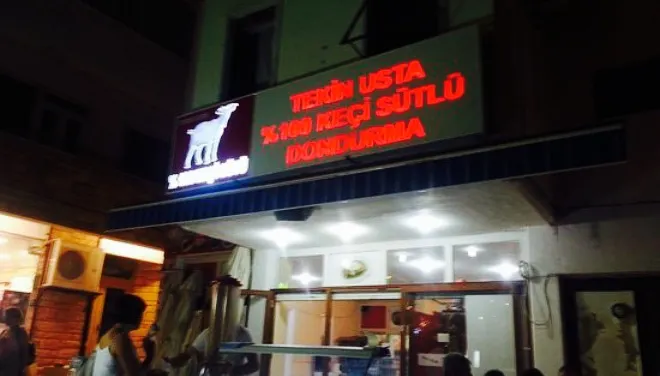 TEKİN USTA
%100 KEÇİ SÜTLÜ
DONDURMA